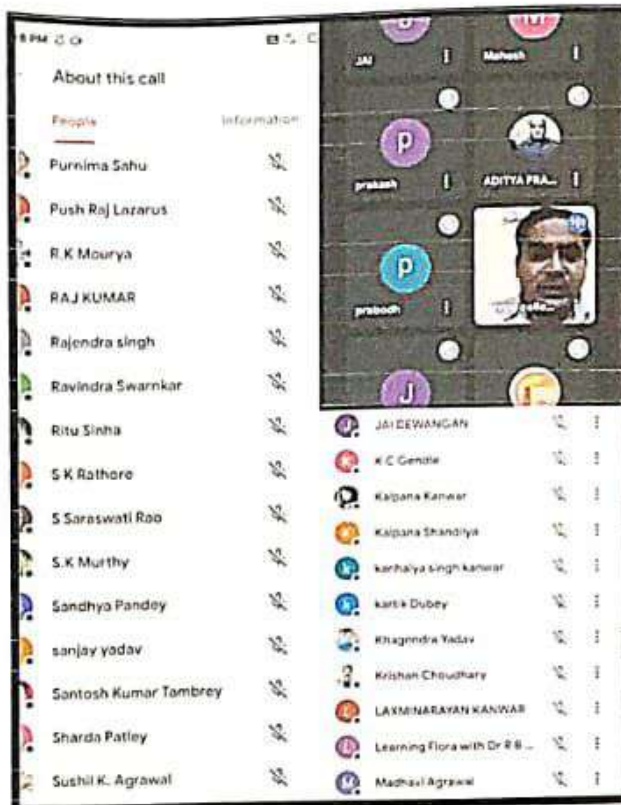 8 PM
About this call
People
Information
Purnima Sahu
Push Raj Lazarus
R.K Mourya
RAJ KUMAR
Rajendra singh
Ravindra Swarnkar
Ritu Sinha
S K Rathore
S Saraswati Rao
S.K Murthy
Sandhya Pandey
sanjay yadav
Santosh Kumar Tambrey
Sharda Patley
Sushil K. Agrawal
JAI
Mahesh
P
prakash
ADITYA PRA...
P
prabodh
J
JAI DEWANGAN
K C Gendle
Kalpana Kanwar
Kalpana Shandilya
kanhaiya singh kanwar
kartik Dubey
Khagendra Yadav
Krishan Choudhary
LAXMINARAYAN KANWAR
Learning Flora with Dr R B ...
Madhavi Agrawal